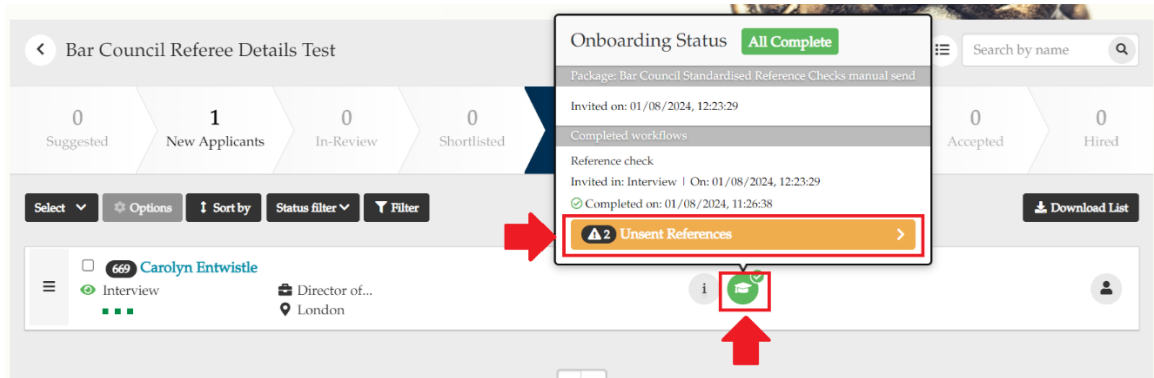 Bar Council Referee Details Test
Search by name
0
Suggested
1
New Applicants
0
In-Review
0
Shortlisted
0
Accepted
0
Hired
Onboarding Status All Complete
Package: Bar Council Standardised Reference Checks manual send
Invited on: 01/08/2024, 12:23:29
Completed workflows
Reference check
Invited in: Interview | On: 01/08/2024, 12:23:29
Completed on: 01/08/2024, 11:26:38
2 Unsent References
Select Options Sort by Status filter Filter Download List
669 Carolyn Entwistle
Interview Director of...
London
i